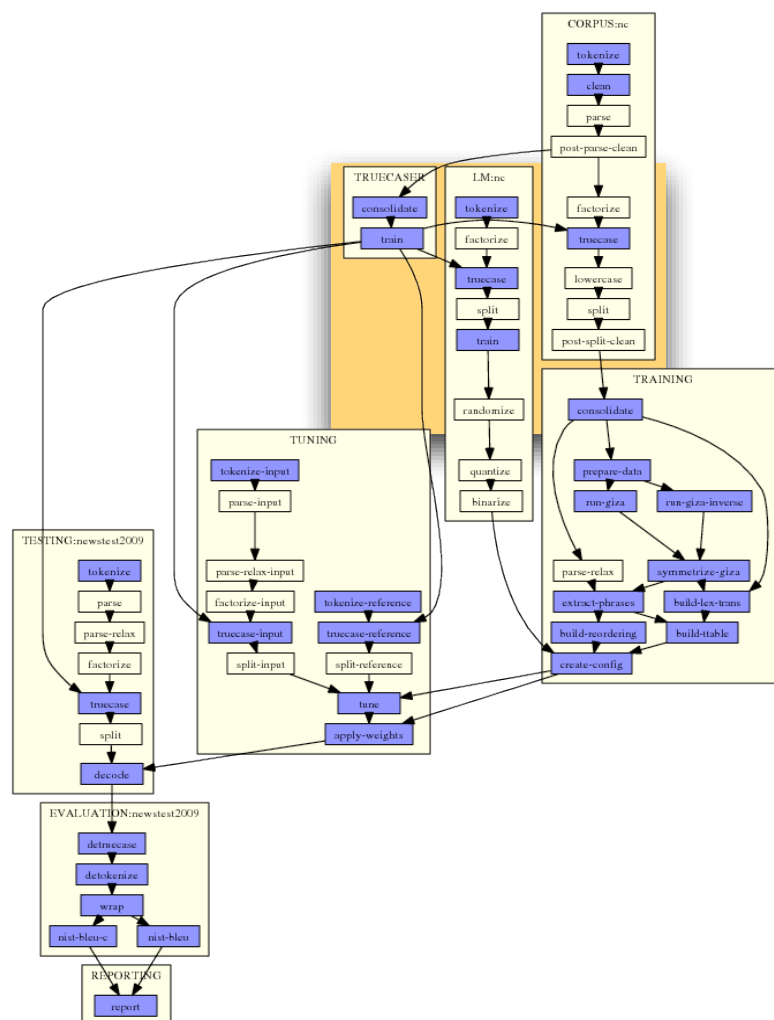 CORPUS:nc
tokenize
clean
parse
post-parse-clean
factorize
truecase
lowercase
split
post-split-clean
TRUECASER
consolidate
train
LM:nc
tokenize
factorize
truecase
split
train
randomize
quantize
binarize
TRAINING
consolidate
prepare-data
run-giza
run-giza-inverse
parse-relax
symmetrize-giza
extract-phrases
build-lex-trans
build-reordering
build-ttable
create-config
TUNING
tokenize-input
parse-input
parse-relax-input
factorize-input
tokenize-reference
truecase-input
truecase-reference
split-input
split-reference
tune
apply-weights
TESTING:newstest2009
tokenize
parse
parse-relax
factorize
truecase
split
decode
EVALUATION:newstest2009
detruecase
detokenize
wrap
nist-bleu-c
nist-bleu
REPORTING
report